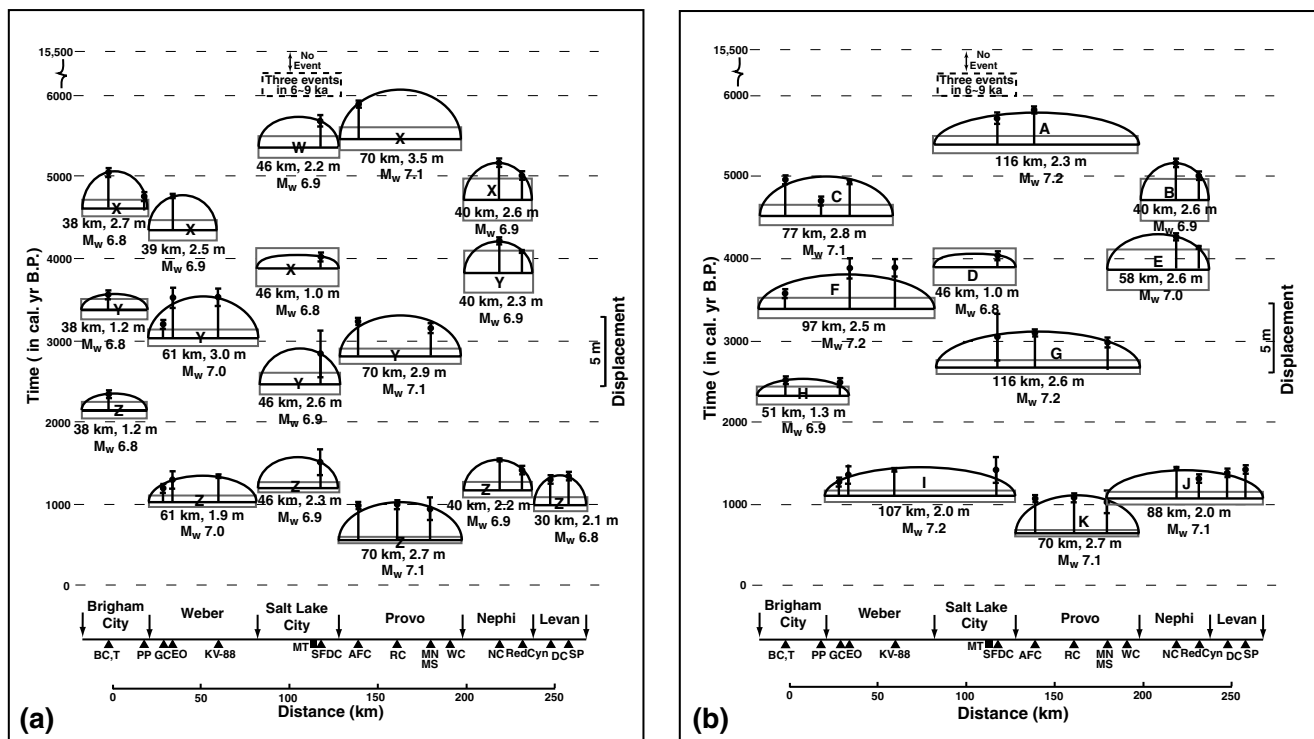 15,500
No
Event
Three events
in 6~9 ka
6000
W
46 km, 2.2 m
Mw 6.9
X
70 km, 3.5 m
Mw 7.1
5000
X
38 km, 2.7 m
Mw 6.8
X
39 km, 2.5 m
Mw 6.9
X
40 km, 2.6 m
Mw 6.9
4000
X
46 km, 1.0 m
Mw 6.8
Y
40 km, 2.3 m
Mw 6.9
Y
38 km, 1.2 m
Mw 6.8
Y
61 km, 3.0 m
Mw 7.0
3000
Y
46 km, 2.6 m
Mw 6.9
Y
70 km, 2.9 m
Mw 7.1
5 m
Displacement
Time ( in cal. yr B.P.)
Z
38 km, 1.2 m
Mw 6.8
2000
Z
61 km, 1.9 m
Mw 7.0
Z
46 km, 2.3 m
Mw 6.9
Z
70 km, 2.7 m
Mw 7.1
Z
40 km, 2.2 m
Mw 6.9
Z
30 km, 2.1 m
Mw 6.8
1000
0
Brigham
City
Weber
Salt Lake
City
Provo
Nephi
Levan
BC,T
PP
GC
EO
KV-88
MT
SFDC
AFC
RC
MN
MS
WC
NC
RedCyn
DC
SP
0
50
100
150
200
250
Distance (km)
(a)
15,500
No
Event
Three events
in 6~9 ka
6000
A
116 km, 2.3 m
Mw 7.2
5000
C
77 km, 2.8 m
Mw 7.1
B
40 km, 2.6 m
Mw 6.9
4000
D
46 km, 1.0 m
Mw 6.8
E
58 km, 2.6 m
Mw 7.0
F
97 km, 2.5 m
Mw 7.2
3000
G
116 km, 2.6 m
Mw 7.2
5 m
Displacement
Time ( in cal. yr B.P.)
H
51 km, 1.3 m
Mw 6.9
2000
I
107 km, 2.0 m
Mw 7.2
J
88 km, 2.0 m
Mw 7.1
K
70 km, 2.7 m
Mw 7.1
1000
0
Brigham
City
Weber
Salt Lake
City
Provo
Nephi
Levan
BC,T
PP
GC
EO
KV-88
MT
SFDC
AFC
RC
MN
MS
WC
NC
RedCyn
DC
SP
0
50
100
150
200
250
Distance (km)
(b)